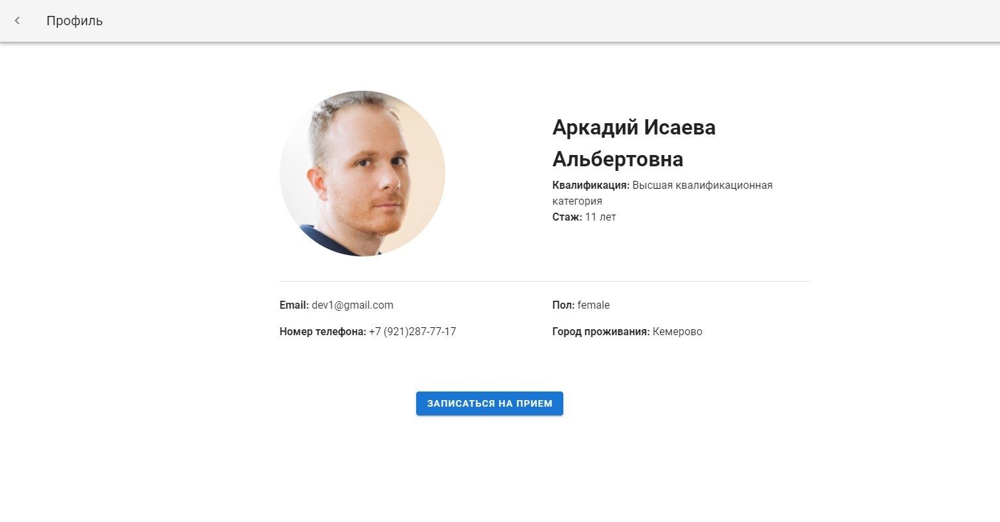 Профиль
Аркадий Исаева
Альбертовна
Квалификация: Высшая квалификационная
категория
Стаж: 11 лет
Email: dev1@gmail.com
Пол: female
Номер телефона: +7 (921)287-77-17
Город проживания: Кемерово
ЗАПИСАТЬСЯ НА ПРИЕМ